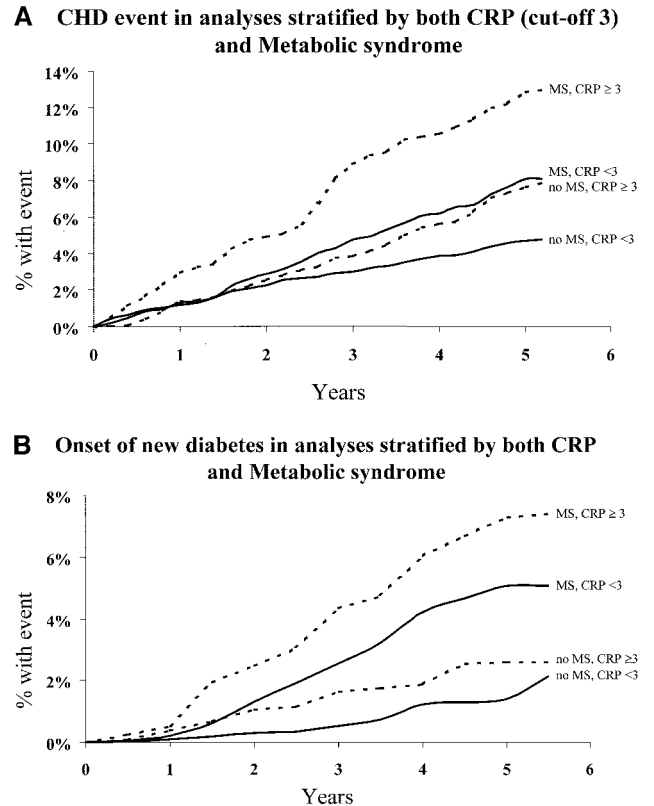 A CHD event in analyses stratified by both CRP (cut-off 3)
and Metabolic syndrome
14%
12%
10%
8%
6%
4%
2%
0%
% with event
MS, CRP ≥ 3
MS, CRP <3
no MS, CRP ≥ 3
no MS, CRP <3
0 1 2 3 4 5 6
Years
B Onset of new diabetes in analyses stratified by both CRP
and Metabolic syndrome
8%
6%
4%
2%
0%
% with event
MS, CRP ≥ 3
MS, CRP <3
no MS, CRP ≥3
no MS, CRP <3
0 1 2 3 4 5 6
Years